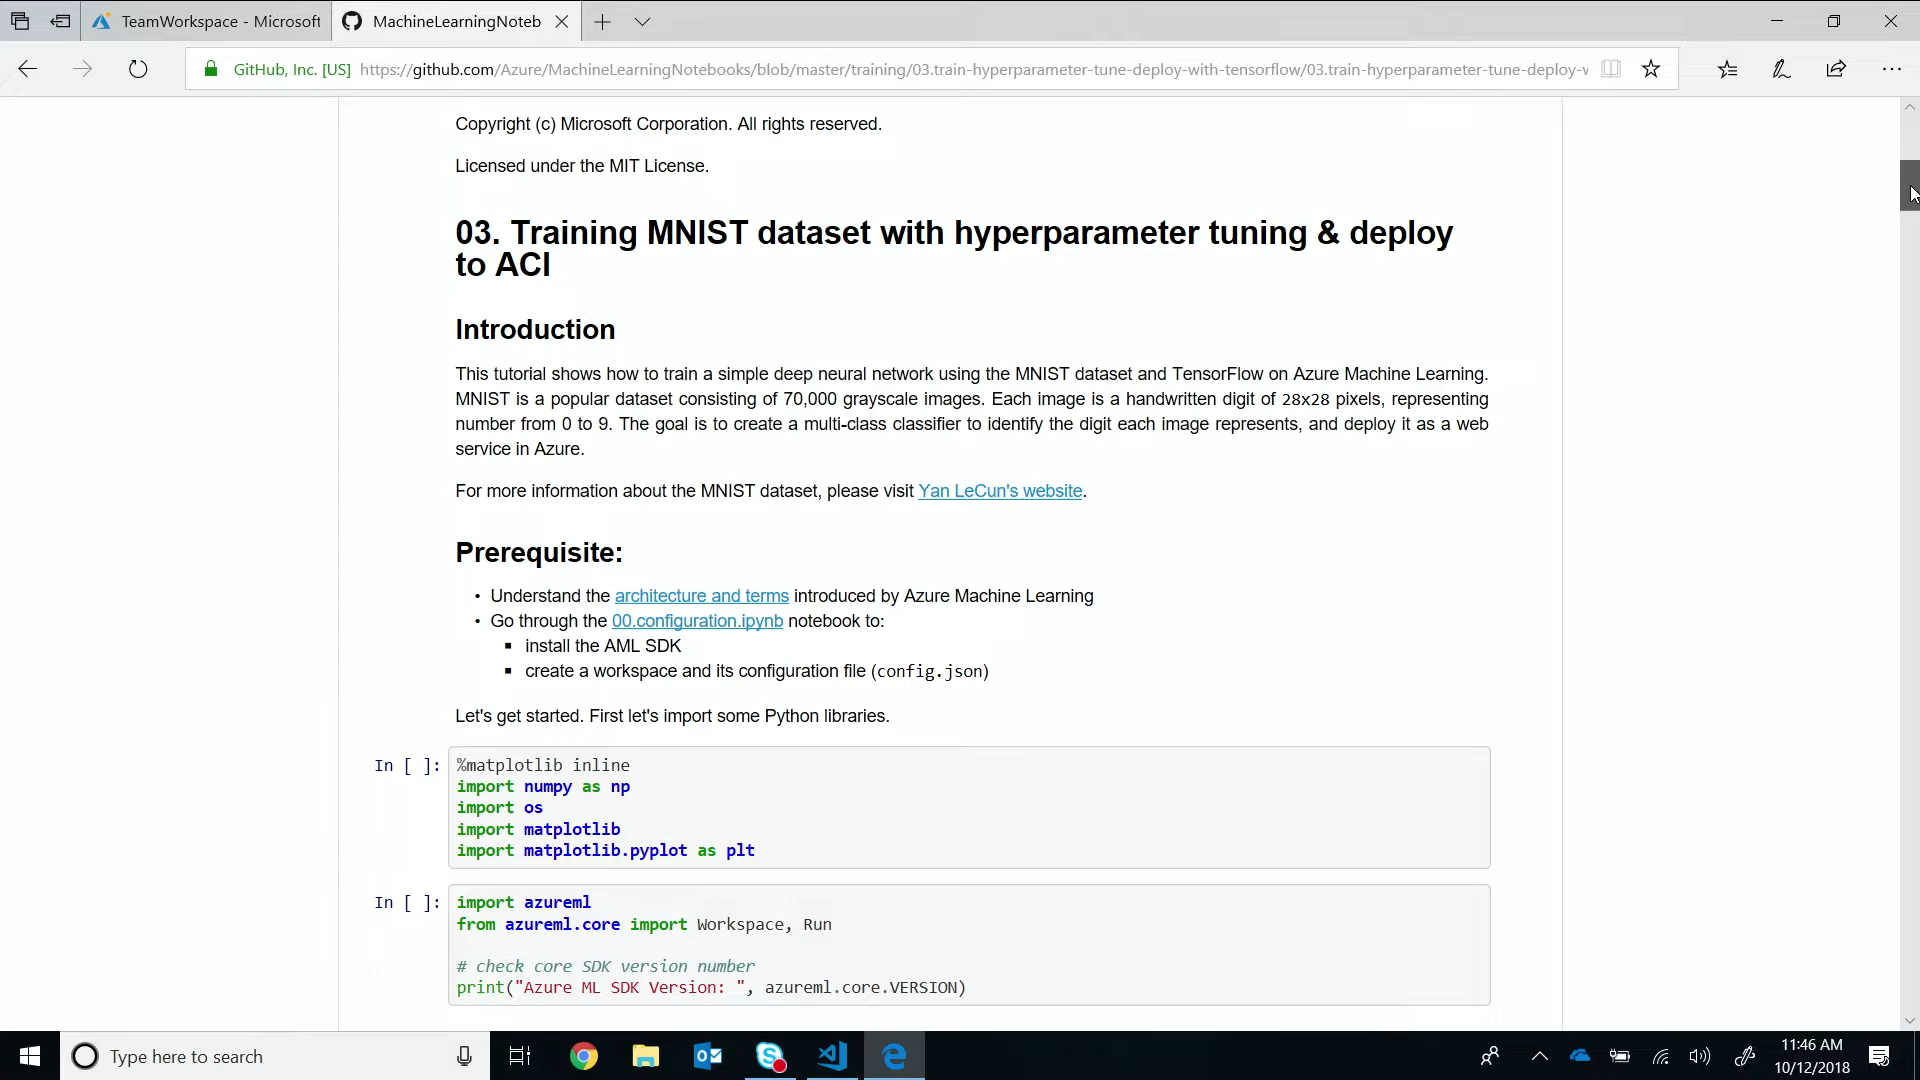 TeamWorkspace - Microsoft
MachineLearningNoteb
GitHub, Inc. [US] https://github.com/Azure/MachineLearningNotebooks/blob/master/training/03.train-hyperparameter-tune-deploy-with-tensorflow/03.train-hyperparameter-tune-deploy-v
Copyright (c) Microsoft Corporation. All rights reserved.
Licensed under the MIT License.
03. Training MNIST dataset with hyperparameter tuning & deploy
to ACI
Introduction
This tutorial shows how to train a simple deep neural network using the MNIST dataset and TensorFlow on Azure Machine Learning.
MNIST is a popular dataset consisting of 70,000 grayscale images. Each image is a handwritten digit of 28x28 pixels, representing
number from 0 to 9. The goal is to create a multi-class classifier to identify the digit each image represents, and deploy it as a web
service in Azure.
For more information about the MNIST dataset, please visit Yan LeCun's website.
Prerequisite:
• Understand the architecture and terms introduced by Azure Machine Learning
• Go through the 00.configuration.ipynb notebook to:
▪ install the AML SDK
▪ create a workspace and its configuration file (config.json)
Let's get started. First let's import some Python libraries.
In [ ]: %matplotlib inline
import numpy as np
import os
import matplotlib
import matplotlib.pyplot as plt
In [ ]: import azureml
from azureml.core import Workspace, Run
# check core SDK version number
print("Azure ML SDK Version: ", azureml.core.VERSION)
Type here to search
11:46 AM
10/12/2018